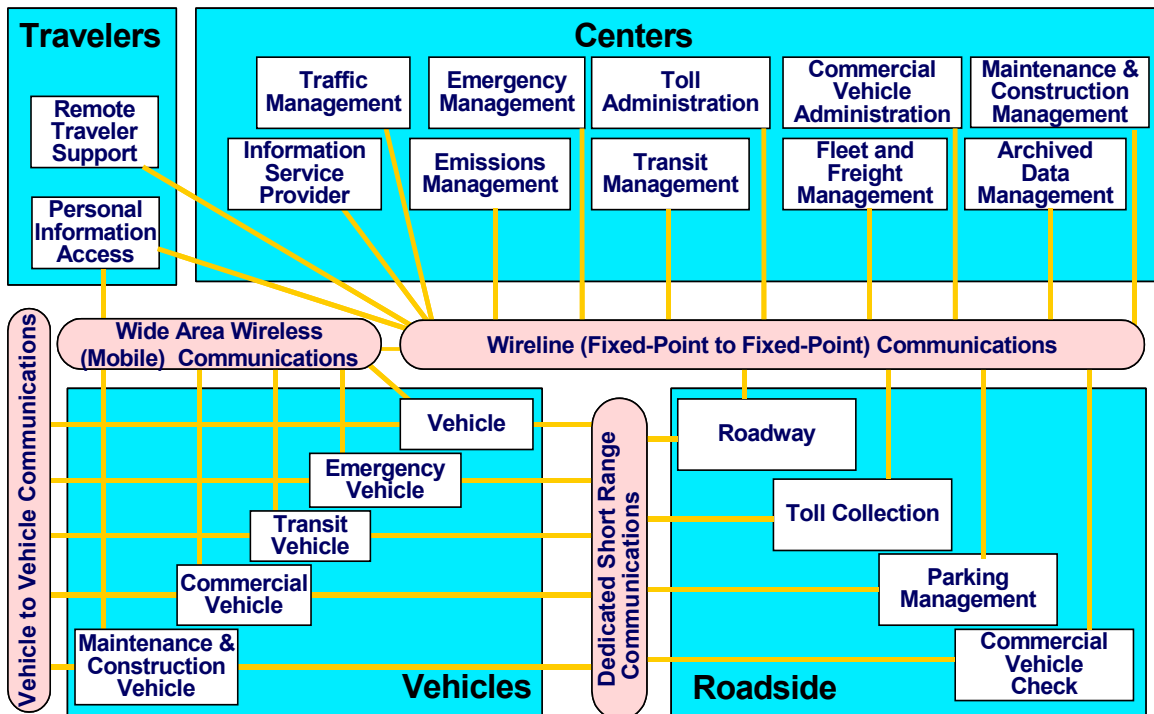 Travelers
Remote
Traveler
Support
Personal
Information
Access
Centers
Traffic
Management
Emergency
Management
Toll
Administration
Commercial
Vehicle
Administration
Maintenance &
Construction
Management
Information
Service
Provider
Emissions
Management
Transit
Management
Fleet and
Freight
Management
Archived
Data
Management
Wide Area Wireless
(Mobile) Communications
Wireline (Fixed-Point to Fixed-Point) Communications
Vehicle to Vehicle Communications
Vehicle
Emergency
Vehicle
Transit
Vehicle
Commercial
Vehicle
Maintenance &
Construction
Vehicle
Vehicles
Dedicated Short Range
Communications
Roadway
Toll Collection
Parking
Management
Commercial
Vehicle
Check
Roadside